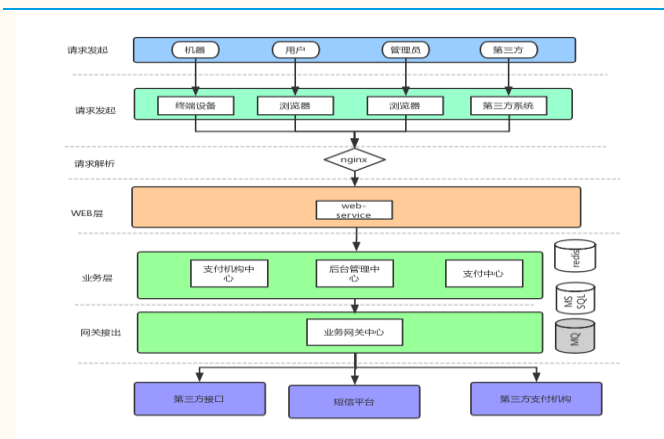 请求发起
机器
用户
管理员
第三方
请求发起
终端设备
浏览器
浏览器
第三方系统
请求解析
nginx
WEB层
web-
service
业务层
支付机构中
心
后台管理中
心
支付中心
redis
MS
SQL
网关接出
业务网关中心
MQ
第三方接口
短信平台
第三方支付机构